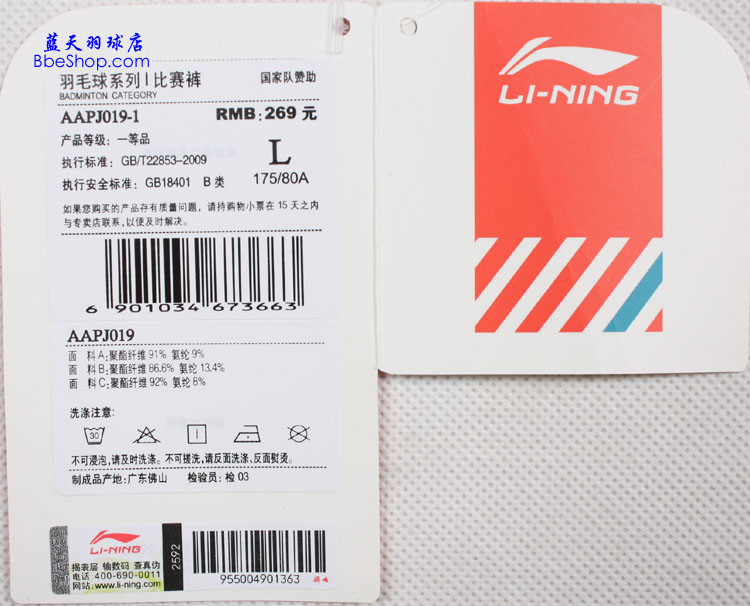 蓝天羽球店
BbeShop.com
羽毛球系列 | 比赛裤 国家队赞助
BADMINTON CATEGORY
AAPJ019-1 RMB: 269 元
产品等级: 一等品
执行标准: GB/T22853-2009 L
执行安全标准: GB18401 B 类 175/80A
如果您购买的产品存有质量问题, 请持购物小票在 15 天之内
与专卖店联系,以便及时解决。
6 901034 673663
AAPJ019
面 料 A: 聚酯纤维 91% 氨纶 9%
面 料 B: 聚酯纤维 86.6% 氨纶 13.4%
面 料 C: 聚酯纤维 92% 氨纶 8%
洗涤注意:
30
不可浸泡,请及时洗涤。不可搓洗,请反面洗涤、反面熨烫。
制成品产地: 广东佛山 检验员: 检 03
LI-NING
揭表层 输数码 查真伪
电话:400-690-0011
网站:www.li-ning.com
2592
955004901363
LI-NING